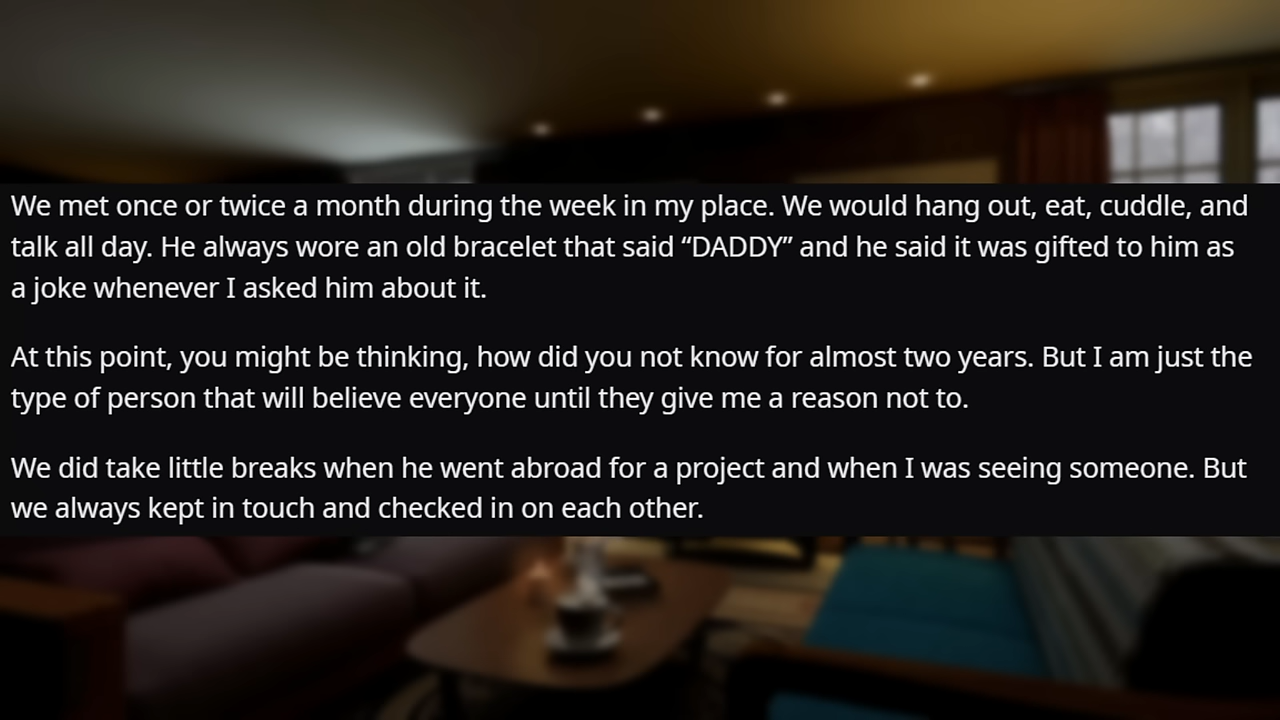 We met once or twice a month during the week in my place. We would hang out, eat, cuddle, and
talk all day. He always wore an old bracelet that said “DADDY” and he said it was gifted to him as
a joke whenever I asked him about it.
At this point, you might be thinking, how did you not know for almost two years. But I am just the
type of person that will believe everyone until they give me a reason not to.
We did take little breaks when he went abroad for a project and when I was seeing someone. But
we always kept in touch and checked in on each other.